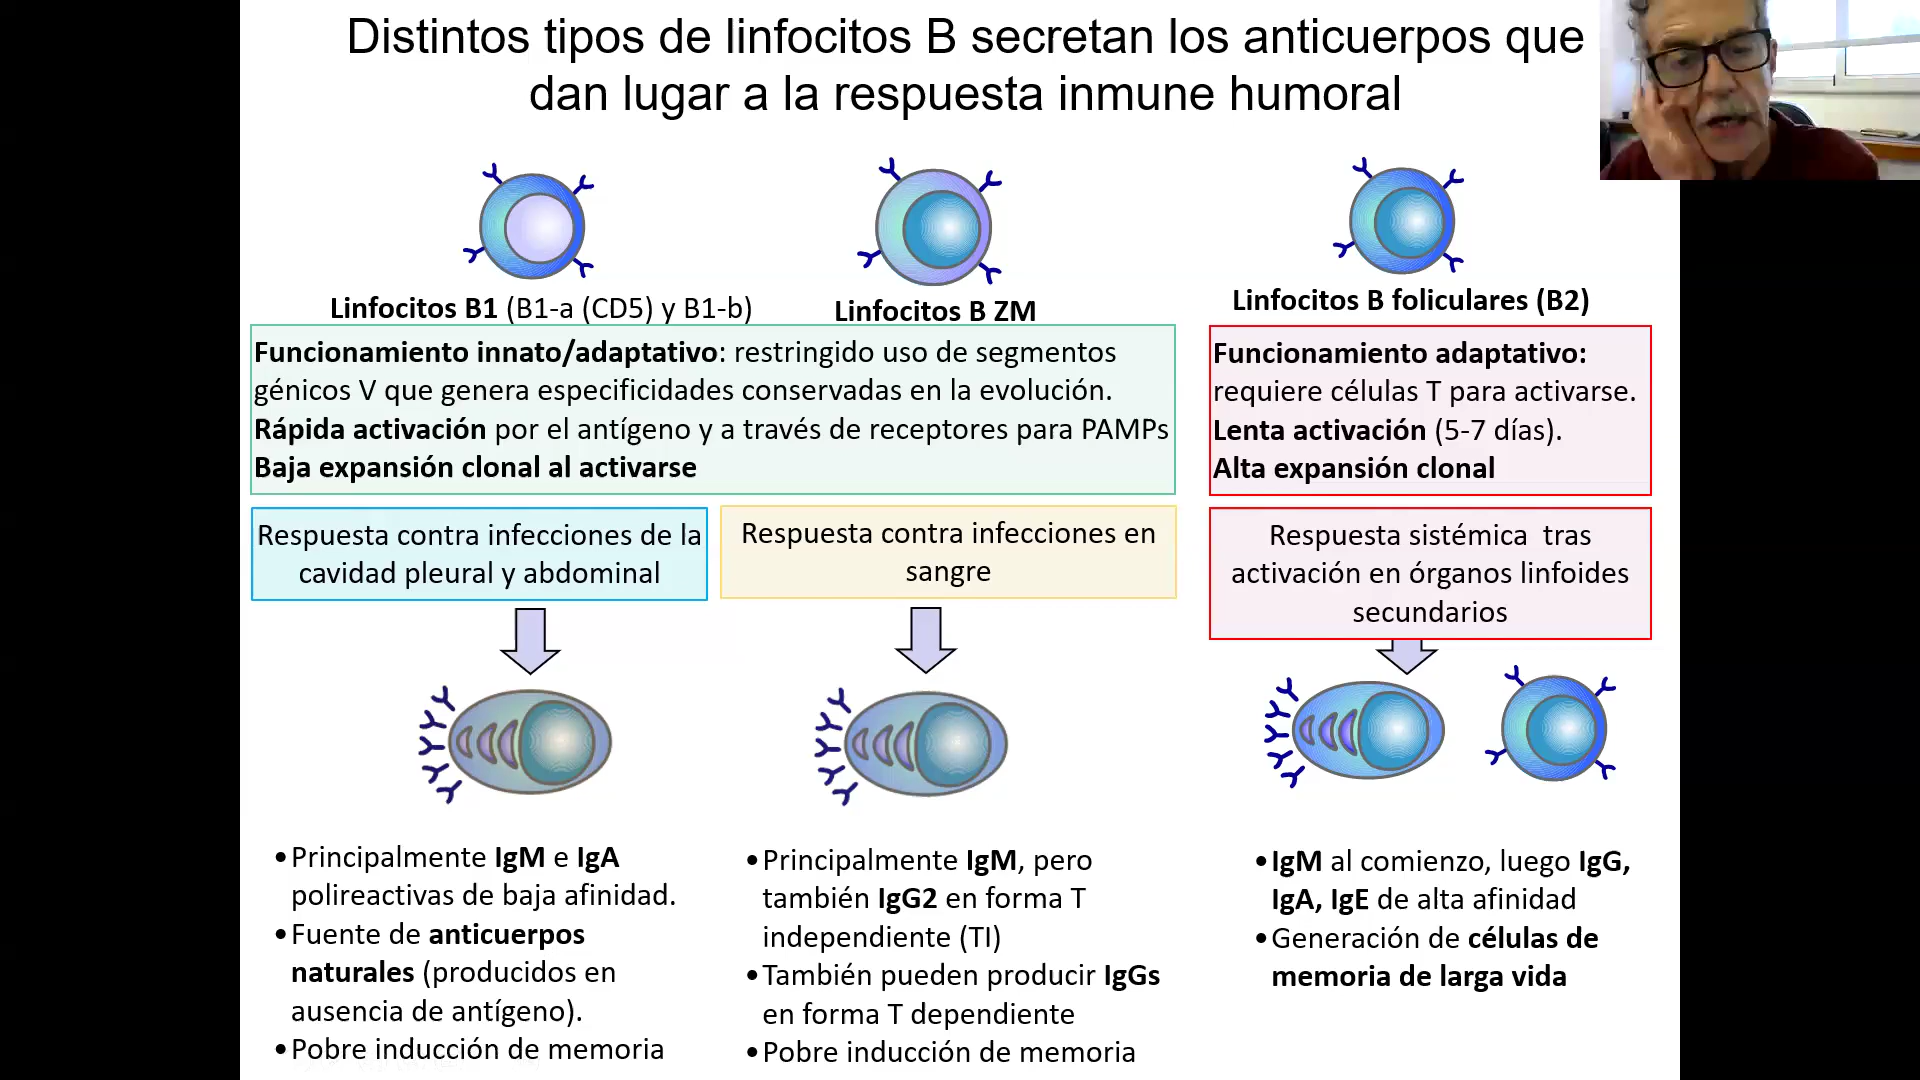 Distintos tipos de linfocitos B secretan los anticuerpos que
dan lugar a la respuesta inmune humoral
Linfocitos B1 (B1-a (CD5) y B1-b)
Linfocitos B ZM
Linfocitos B foliculares (B2)
Funcionamiento innato/adaptativo: restringido uso de segmentos
génicos V que genera especificidades conservadas en la evolución.
Rápida activación por el antígeno y a través de receptores para PAMPs
Baja expansión clonal al activarse
Funcionamiento adaptativo:
requiere células T para activarse.
Lenta activación (5-7 días).
Alta expansión clonal
Respuesta contra infecciones de la
cavidad pleural y abdominal
Respuesta contra infecciones en
sangre
Respuesta sistémica tras
activación en órganos linfoides
secundarios
•Principalmente IgM e IgA
polireactivas de baja afinidad.
•Fuente de anticuerpos
naturales (producidos en
ausencia de antígeno).
•Pobre inducción de memoria
•Principalmente IgM, pero
también IgG2 en forma T
independiente (TI)
•También pueden producir IgGs
en forma T dependiente
•Pobre inducción de memoria
•IgM al comienzo, luego IgG,
IgA, IgE de alta afinidad
•Generación de células de
memoria de larga vida